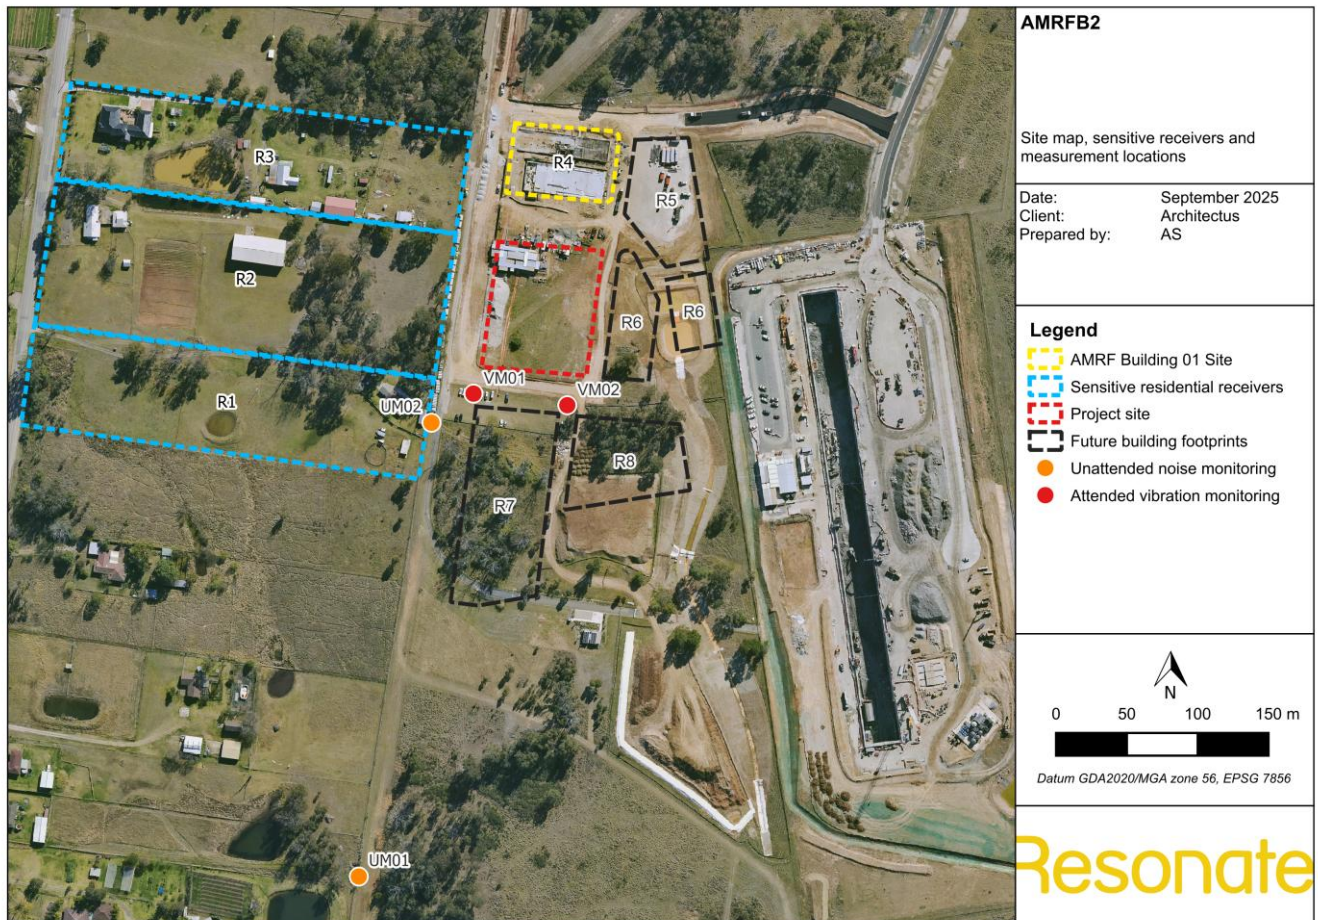 AMRFB2
Site map, sensitive receivers and
measurement locations
Date: September 2025
Client: Architectus
Prepared by: AS
Legend
AMRF Building 01 Site
Sensitive residential receivers
Project site
Future building footprints
Unattended noise monitoring
Attended vibration monitoring
N
0 50 100 150 m
Datum GDA2020/MGA zone 56, EPSG 7856
Resonate
R3
R4
R5
R2
R6
R6
R1
UM02
VM01
VM02
R8
R7
UM01